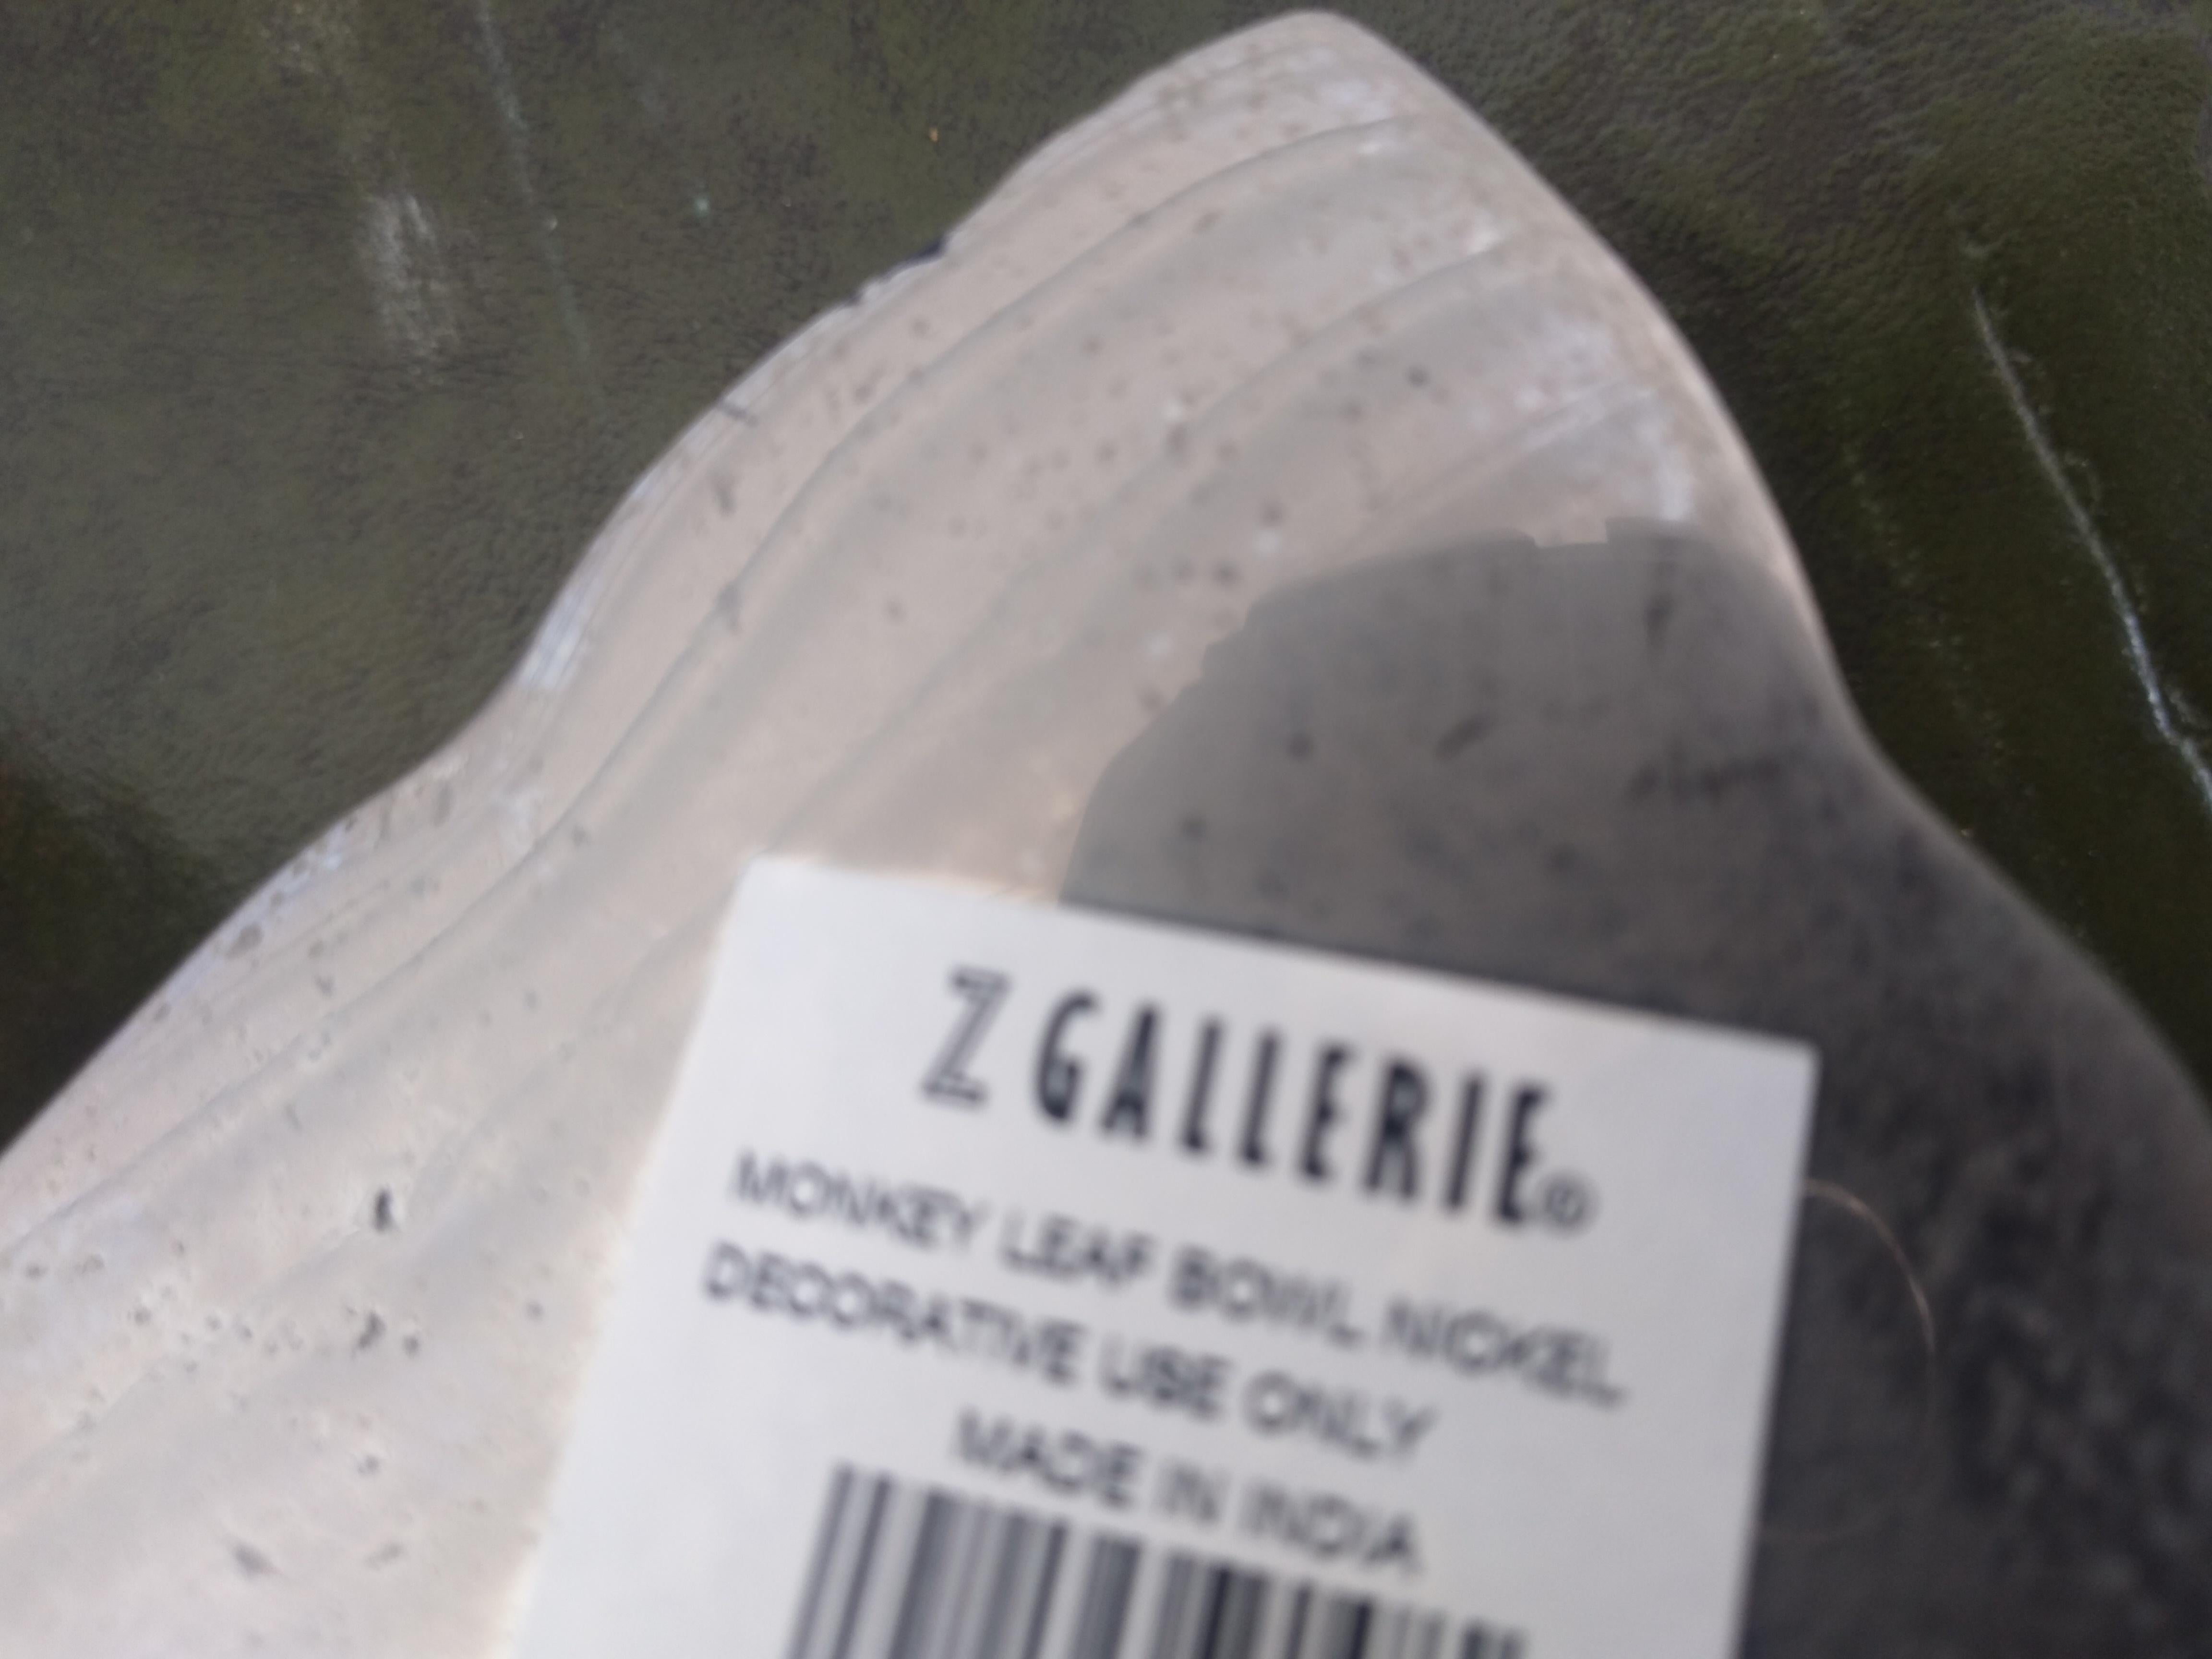 Z GALLERIE®
MONKEY LEAF BOWL NICKEL
DECORATIVE USE ONLY
MADE IN INDIA